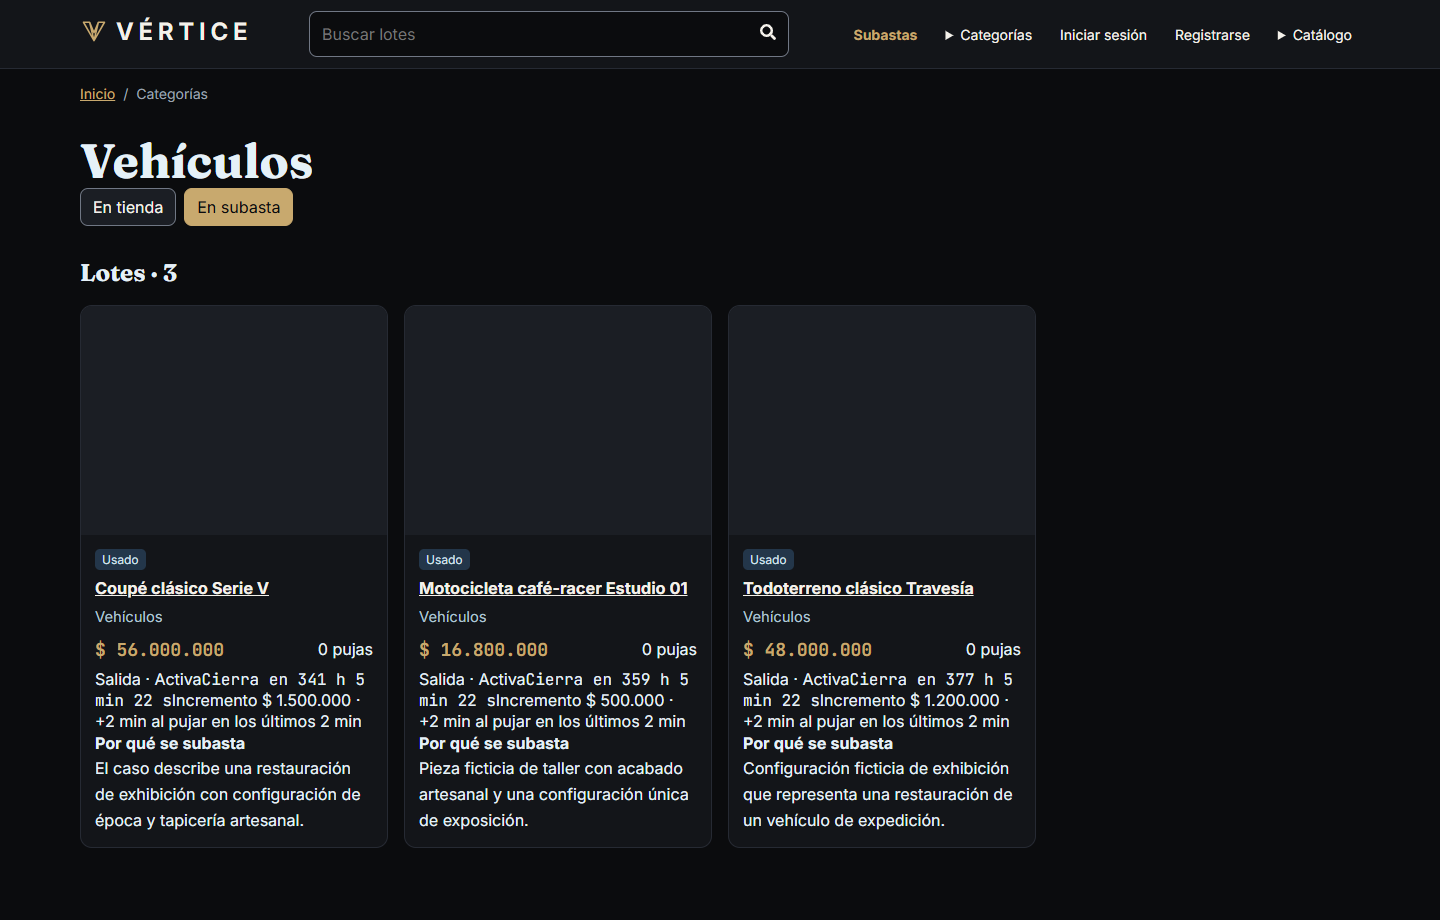 VÉRTICE
Buscar lotes
Subastas
Categorías
Iniciar sesión
Registrarse
Catálogo
Inicio / Categorías
Vehículos
En tienda
En subasta
Lotes • 3
Usado
Coupé clásico Serie V
Vehículos
$ 56.000.000
0 pujas
Salida · ActivaCierra en 341 h 5
min 22 sIncremento $ 1.500.000 ·
+2 min al pujar en los últimos 2 min
Por qué se subasta
El caso describe una restauración
de exhibición con configuración de
época y tapicería artesanal.
Usado
Motocicleta café-racer Estudio 01
Vehículos
$ 16.800.000
0 pujas
Salida · ActivaCierra en 359 h 5
min 22 sIncremento $ 500.000 ·
+2 min al pujar en los últimos 2 min
Por qué se subasta
Pieza ficticia de taller con acabado
artesanal y una configuración única
de exposición.
Usado
Todoterreno clásico Travesía
Vehículos
$ 48.000.000
0 pujas
Salida · ActivaCierra en 377 h 5
min 22 sIncremento $ 1.200.000 ·
+2 min al pujar en los últimos 2 min
Por qué se subasta
Configuración ficticia de exhibición
que representa una restauración de
un vehículo de expedición.